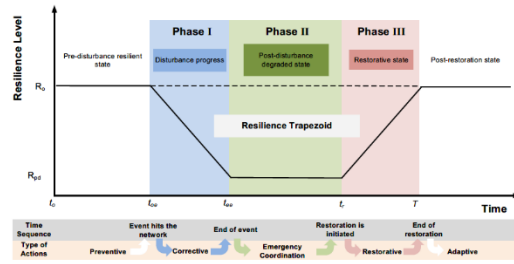 Phase I
Phase II
Phase III
Pre-disturbance resilient
state
Disturbance progress
Post-disturbance
degraded state
Restorative state
Post-restoration state
Resilience Level
R₀
Resilience Trapezoid
Rpd
t₀
tₒₑ
tₑₑ
tᵣ
T
Time
Time
Sequence
Event hits the
network
End of event
Restoration is
initiated
End of
restoration
Type of
Actions
Preventive
Corrective
Emergency
Coordination
Restorative
Adaptive